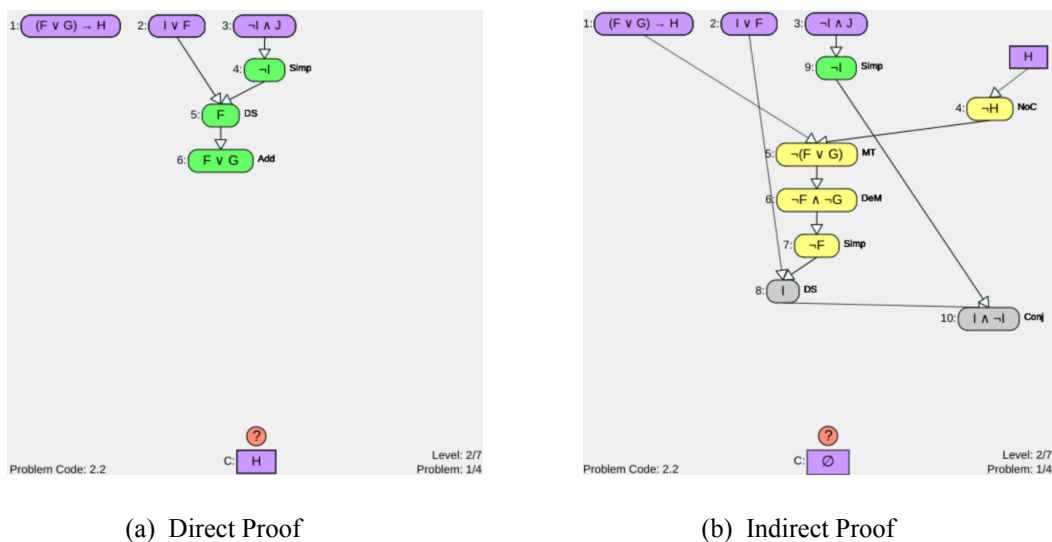 1: (F ∨ G) → H 2: I ∨ F 3: ¬I ∧ J
4: ¬I Simp
5: F DS
6: F ∨ G Add
?
C: H
Problem Code: 2.2
Level: 2/7
Problem: 1/4
(a) Direct Proof
1: (F ∨ G) → H 2: I ∨ F 3: ¬I ∧ J
H
9: ¬I Simp
4: ¬H NoC
5: ¬(F ∨ G) MT
6: ¬F ∧ ¬G DeM
7: ¬F Simp
8: I DS
10: I ∧ ¬I Conj
?
C: ∅
Problem Code: 2.2
Level: 2/7
Problem: 1/4
(b) Indirect Proof